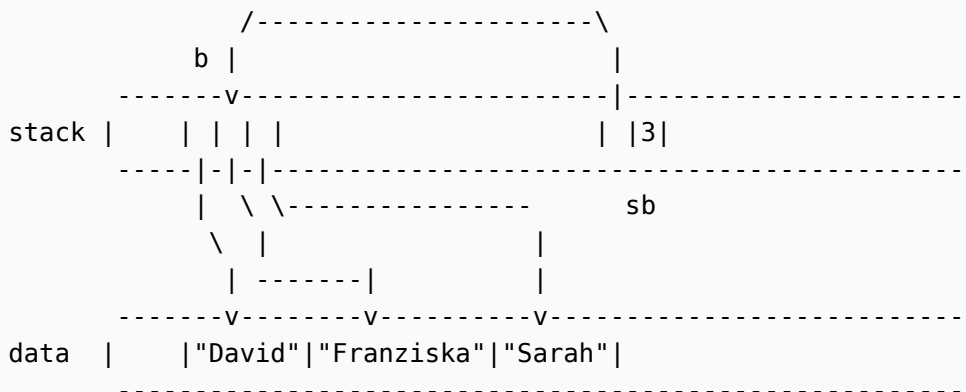 /----------------------\
b |                         |
-------v------------------------|----------------------
stack |    | | | |                    | |3|
-----|-|-|---------------------------------------------
|  \ \----------------      sb
\  |                 |
| -------|          |
-------v--------v----------v---------------------------
data  |    |"David"|"Franziska"|"Sarah"|
-------------------------------------------------------